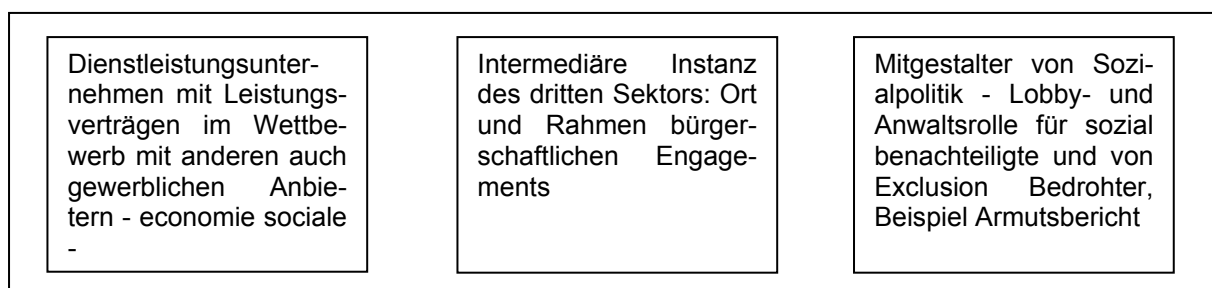 Dienstleistungsunter-
nehmen mit Leistungs-
verträgen im Wettbe-
werb mit anderen auch
gewerblichen Anbie-
tern - economie sociale
-
Intermediäre Instanz
des dritten Sektors: Ort
und Rahmen bürger-
schaftlichen Engage-
ments
Mitgestalter von Sozi-
alpolitik - Lobby- und
Anwaltsrolle für sozial
benachteiligte und von
Exclusion Bedrohter,
Beispiel Armutsbericht